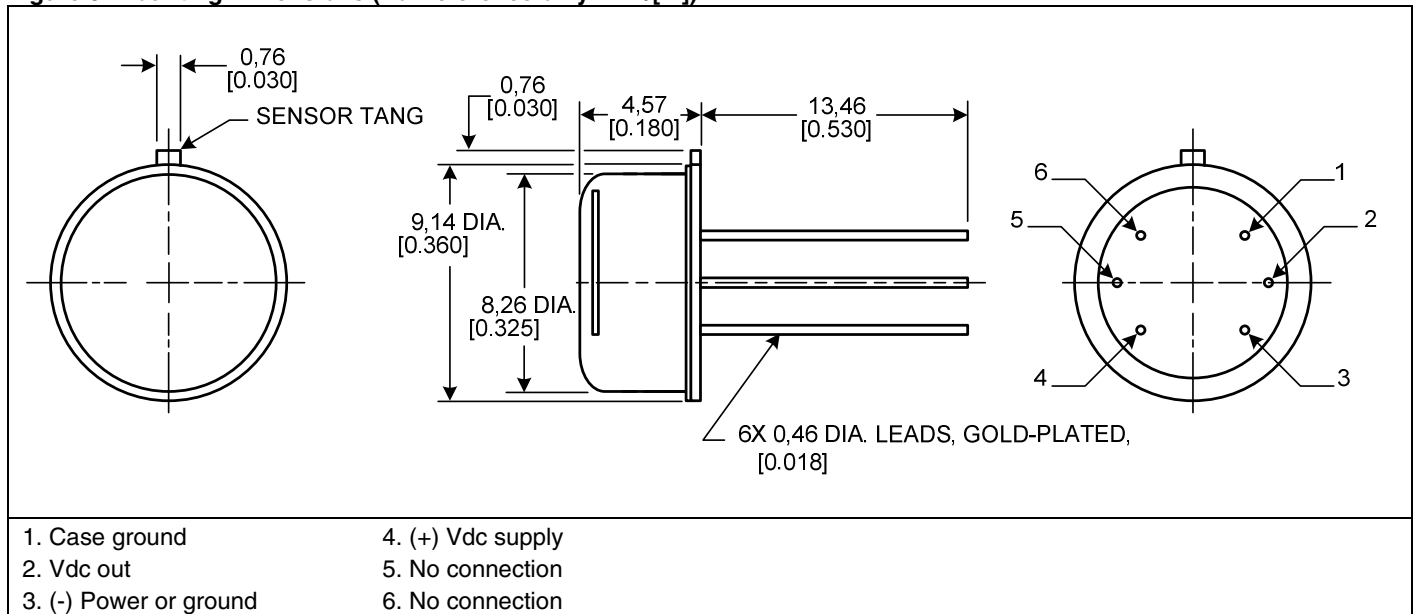 0,76
[0.030]
SENSOR TANG
0,76
[0.030]
4,57
[0.180]
13,46
[0.530]
9,14 DIA.
[0.360]
8,26 DIA.
[0.325]
6X 0,46 DIA. LEADS, GOLD-PLATED,
[0.018]
6
5
4
1
2
3
1. Case ground
2. Vdc out
3. (-) Power or ground
4. (+) Vdc supply
5. No connection
6. No connection